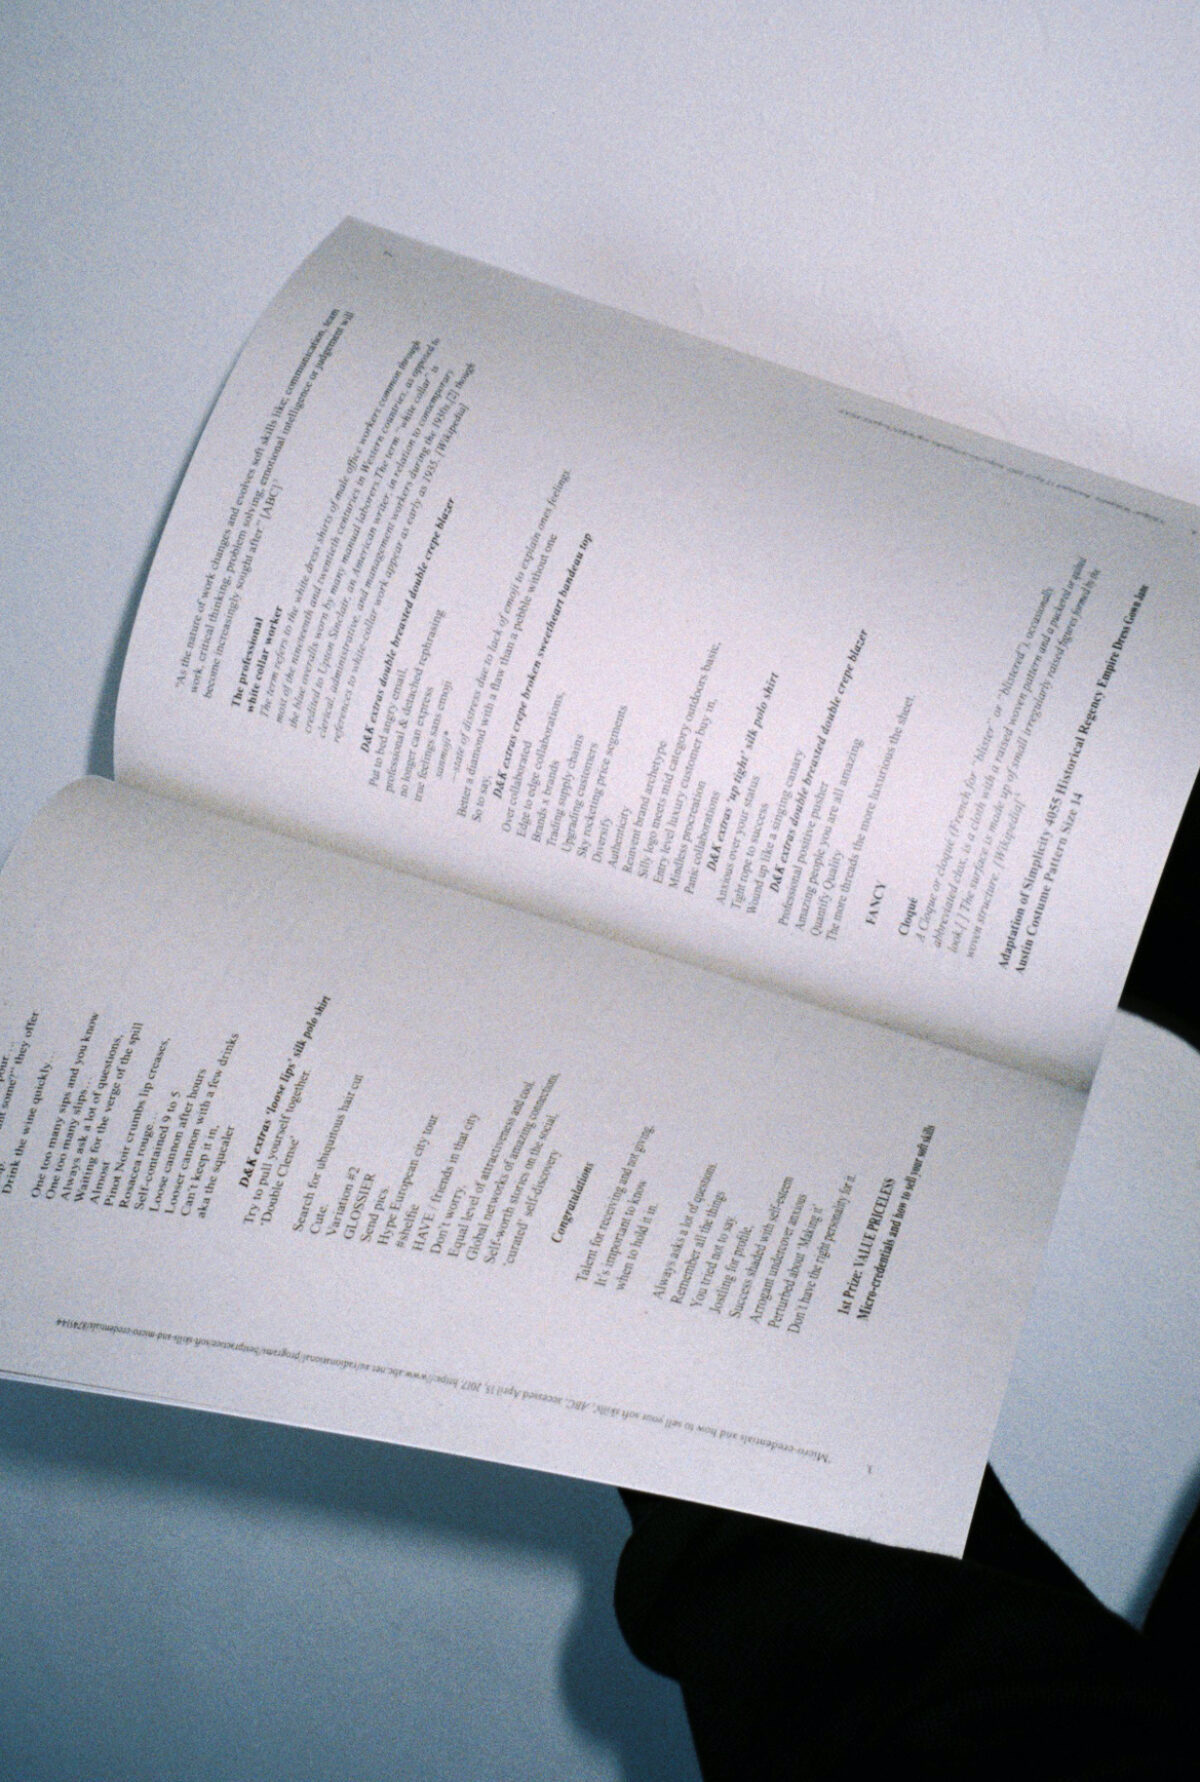 pour…
some?" they offer
Drink the wine quickly…
One too many sips and you know
One too many slips…
Always ask a lot of questions,
Waiting for the verge of the spill
Almost
Pinot Noir crumbs lip creases,
Rosacea rouge…
Self-contained 9 to 5
Loose cannon after hours
Looser cannon with a few drinks
Can't keep it in,
aka the squealer
D&K extras 'loose lips' silk polo shirt
Try to pull yourself together.
'Double Clense'
Search for ubiquitous hair cut
Cute.
Variation #2
GLOSSIER
Send pics.
Hype European city tour
#shelfie
HAVE / friends in that city
Don't worry,
Equal level of attractiveness and cool.
Global networks of amazing connections,
Self-worth stories on the social,
'curated' self-discovery
Congratulations
Talent for receiving and not giving,
It's important to know
when to hold it in.
Always asks a lot of questions
Remember all the things
You tried not to say.
Jostling for profile,
Success shaded with self-esteem
Arrogant undercover anxious
Perturbed about 'Making it'
Don't have the right personality for it.
1st Prize: VALUE PRICELESS
Micro-credentials and how to sell your soft skills
'Micro-credentials and how to sell your soft skills', ABC, accessed April 15, 2017, https://www.abc.net.au/radionational/programs/bestpractice/soft-skills-and-micro-credentials/
"As the nature of work changes and evolves soft skills like; communication, team
work, critical thinking, problem solving, emotional intelligence or judgement will
become increasingly sought after." [ABC]
The professional
white collar worker
The term refers to the white dress shirts of male office workers common through
most of the nineteenth and twentieth centuries in Western countries, as opposed to
the blue overalls worn by many manual laborers.The term "white collar" is
credited to Upton Sinclair, an American writer, in relation to contemporary
clerical, administrative, and management workers during the 1930s,[2] though
references to white-collar work appear as early as 1935. [Wikipedia]
D&K extras double breasted double crepe blazer
Put to bed angry email,
professional & detached rephrasing
no longer can express
true feelings sans emoji
sansmoji*
—state of distress due to lack of emoji to explain ones feelings.
Better a diamond with a flaw than a pebble without one
So to say,
D&K extras crepe broken sweetheart bandeau top
Over collaborated
Edge to edge collaborations,
Brands x brands
Trading supply chains
Upgrading customers
Sky rocketing price segments
Diversify
Authenticity
Reinvent brand archetype
Silly logo meets mid category outdoors basic,
Entry level luxury customer buy in,
Mindless procreation
Panic collaborations
D&K extras 'up tight' silk polo shirt
Anxious over your status
Tight rope to success
Wound up like a singing canary
D&K extras double breasted double crepe blazer
Professional positive pusher
Amazing people you are all amazing
Quantify Quality
The more threads the more luxurious the sheet.
FANCY
Cloqué
A Cloque or cloqué (French for "blister" or "blistered"), occasionally
abbreviated cloc, is a cloth with a raised woven pattern and a puckered or quilted
look.[ ] The surface is made up of small irregularly raised figures formed by the
woven structure. [Wikipedia]
Adaptation of Simplicity 4055 Historical Regency Empire Dress Gown Jane
Austin Costume Pattern Size 14